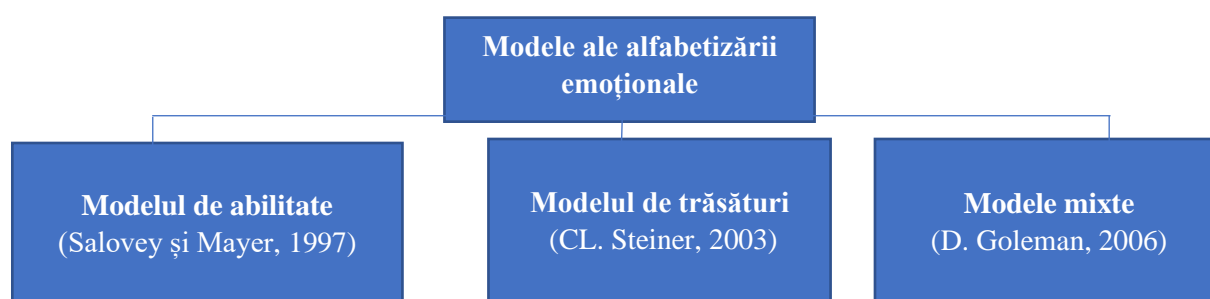 Modele ale alfabetizării
emoționale
Modelul de abilitate
(Salovey și Mayer, 1997)
Modelul de trăsături
(CL. Steiner, 2003)
Modele mixte
(D. Goleman, 2006)